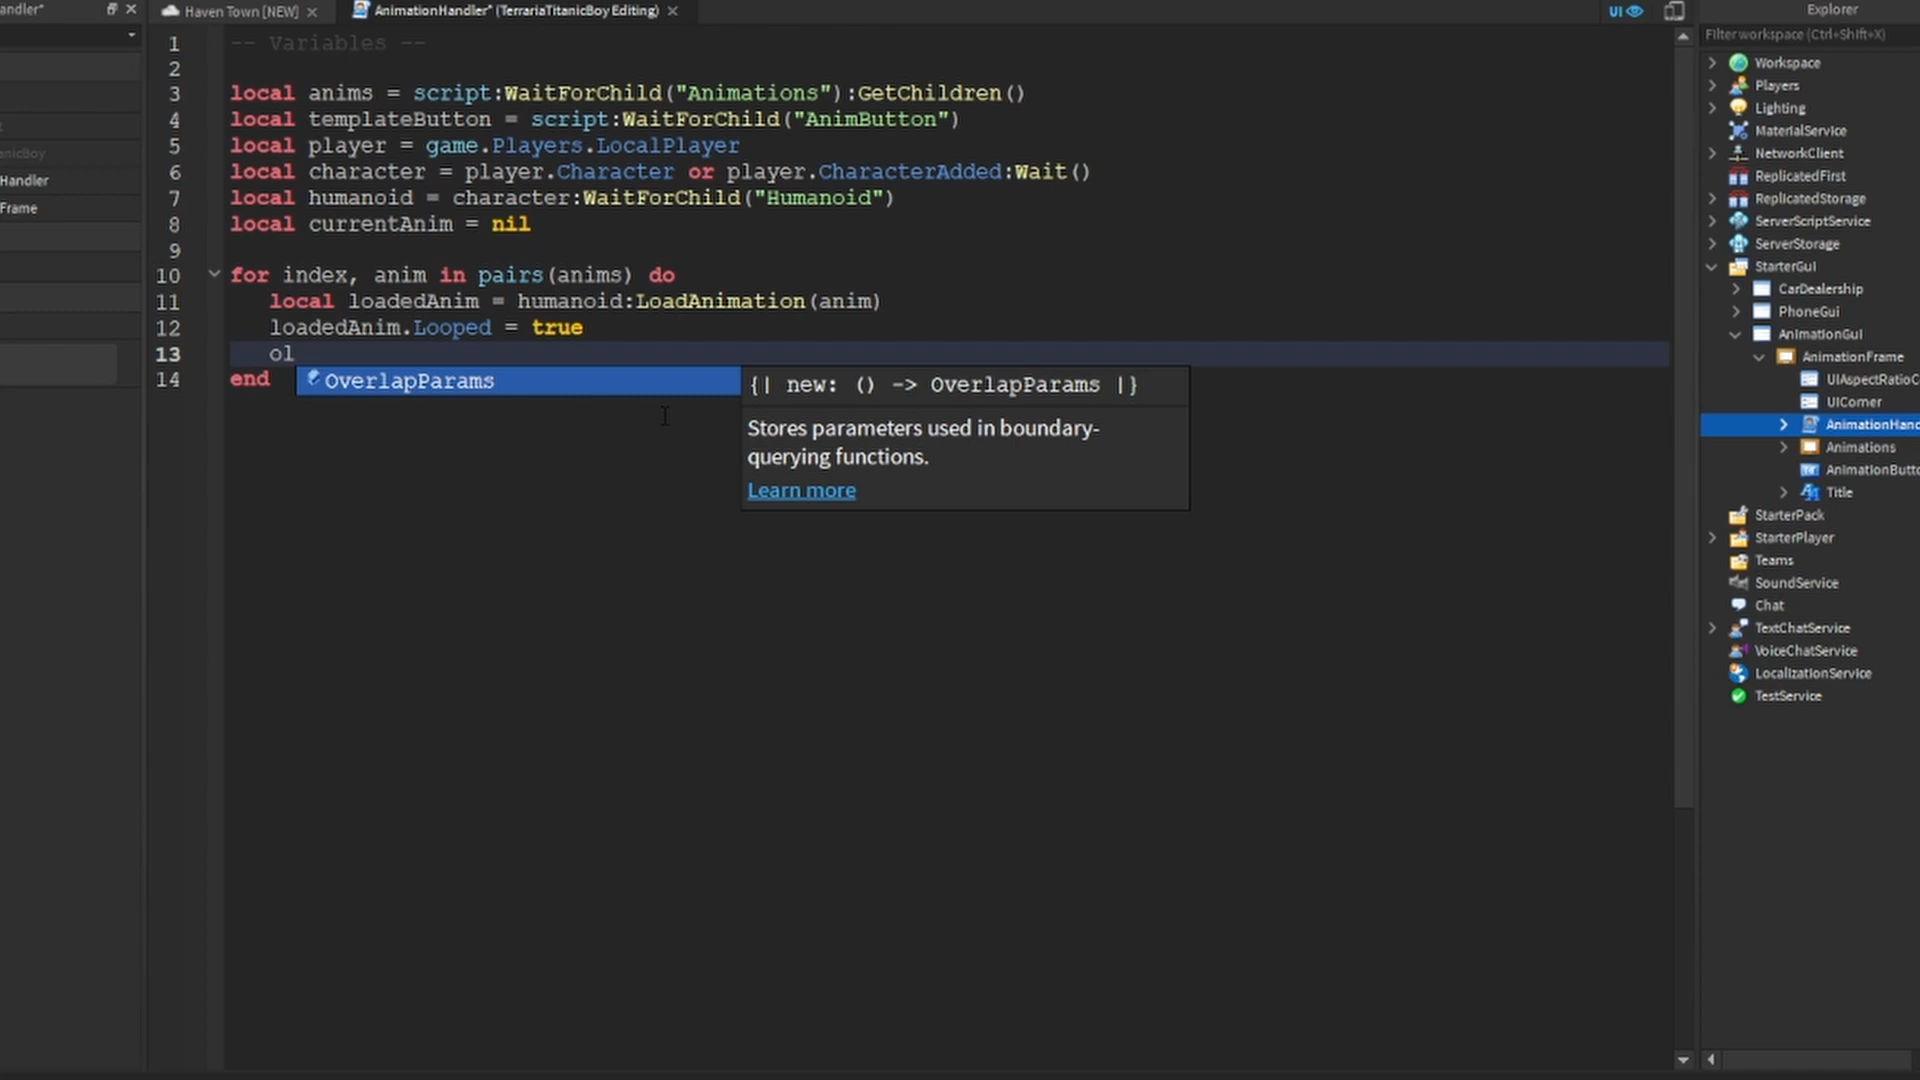 andler*
Haven Town [NEW]
AnimationHandler* (TerrariaTitanicBoy Editing)
UI
Explorer
Filter workspace (Ctrl+Shift+X)
anicBoy
Handler
Frame
1 -- Variables --
2
3 local anims = script:WaitForChild("Animations"):GetChildren()
4 local templateButton = script:WaitForChild("AnimButton")
5 local player = game.Players.LocalPlayer
6 local character = player.Character or player.CharacterAdded:Wait()
7 local humanoid = character:WaitForChild("Humanoid")
8 local currentAnim = nil
9
10 for index, anim in pairs(anims) do
11 local loadedAnim = humanoid:LoadAnimation(anim)
12 loadedAnim.Looped = true
13 ol
14 end
OverlapParams
{| new: () -> OverlapParams |}
Stores parameters used in boundary-
querying functions.
Learn more
Workspace
Players
Lighting
MaterialService
NetworkClient
ReplicatedFirst
ReplicatedStorage
ServerScriptService
ServerStorage
StarterGui
CarDealership
PhoneGui
AnimationGui
AnimationFrame
UIAspectRatioC
UICorner
AnimationHand
Animations
AnimationButto
Title
StarterPack
StarterPlayer
Teams
SoundService
Chat
TextChatService
VoiceChatService
LocalizationService
TestService